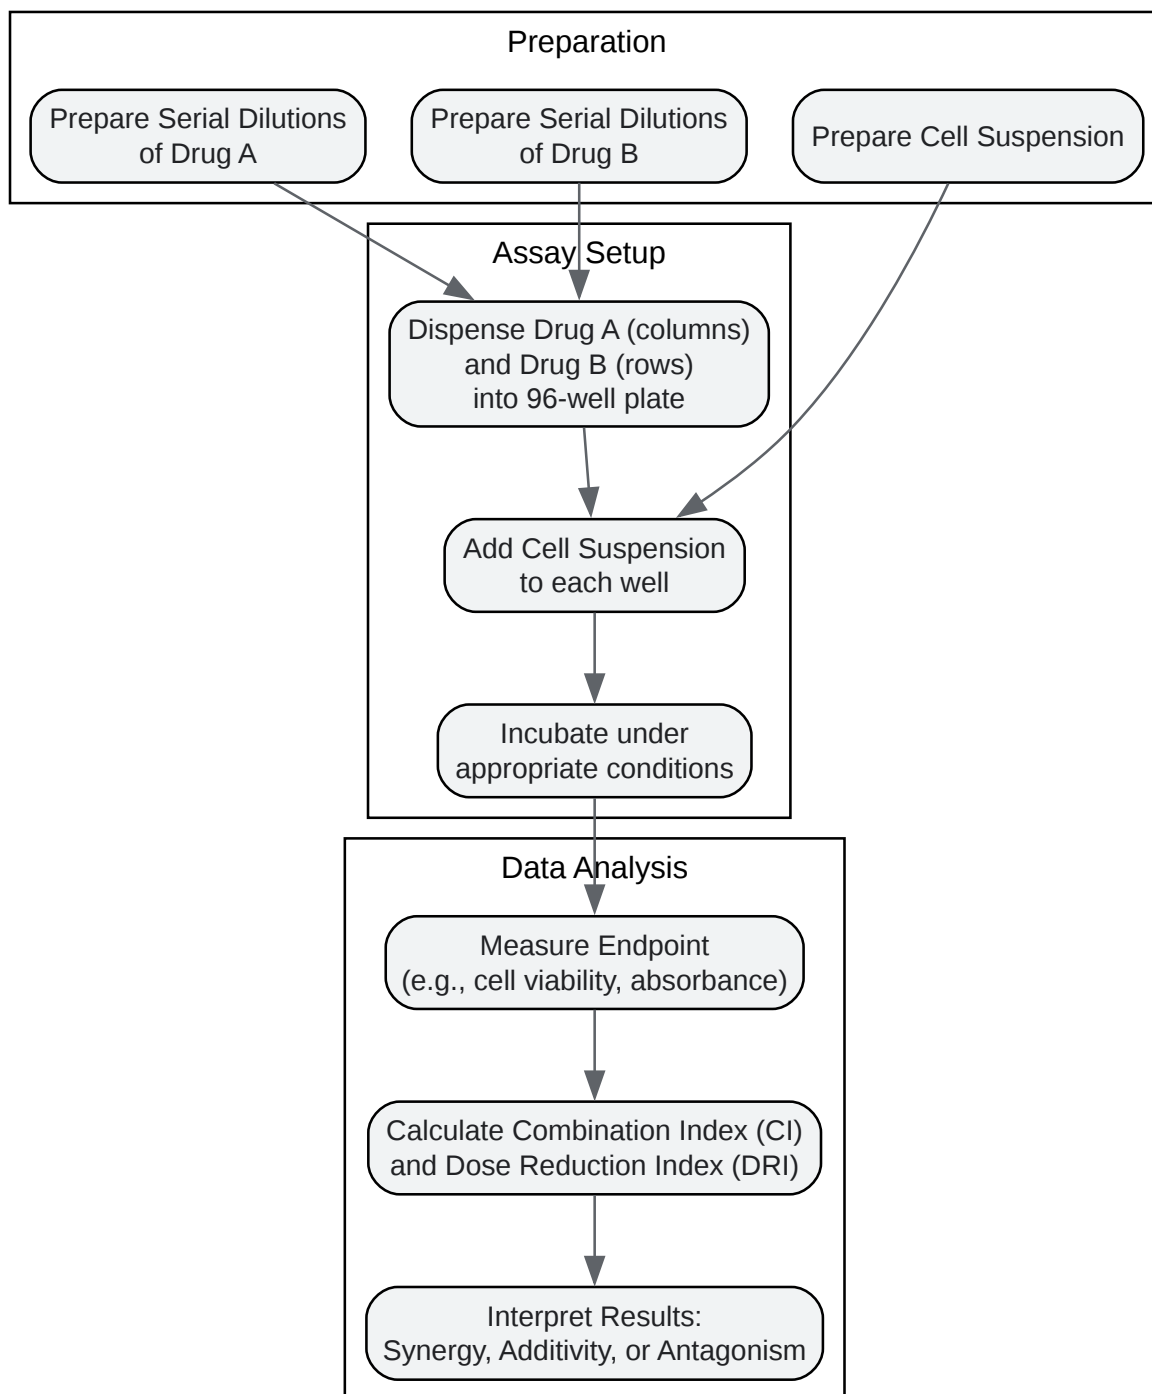 Preparation
Prepare Serial Dilutions
of Drug A
Prepare Serial Dilutions
of Drug B
Prepare Cell Suspension
Assay Setup
Dispense Drug A (columns)
and Drug B (rows)
into 96-well plate
Add Cell Suspension
to each well
Incubate under
appropriate conditions
Data Analysis
Measure Endpoint
(e.g., cell viability, absorbance)
Calculate Combination Index (CI)
and Dose Reduction Index (DRI)
Interpret Results:
Synergy, Additivity, or Antagonism